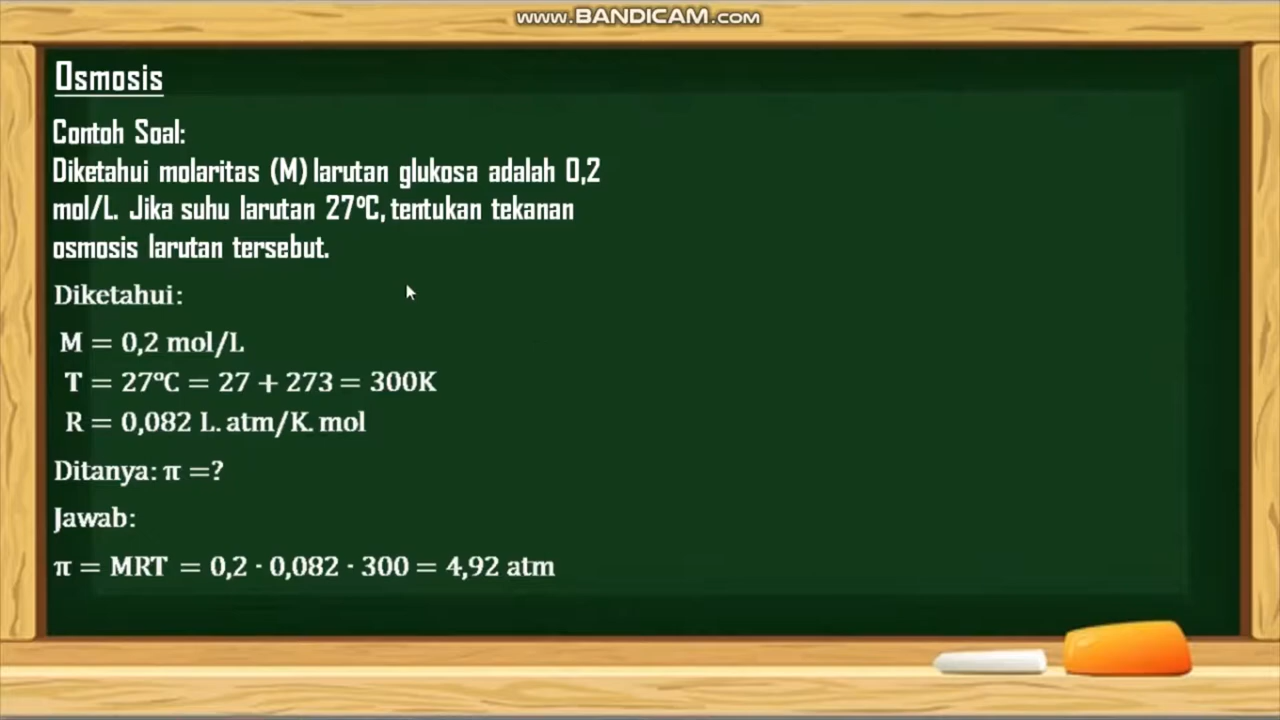 www.BANDICAM.com
Osmosis
Contoh Soal:
Diketahui molaritas (M) larutan glukosa adalah 0,2
mol/L. Jika suhu larutan 27°C, tentukan tekanan
osmosis larutan tersebut.
Diketahui:
M = 0,2 mol/L
T = 27°C = 27 + 273 = 300K
R = 0,082 L. atm/K. mol
Ditanya: π =?
Jawab:
π = MRT = 0,2 · 0,082 · 300 = 4,92 atm